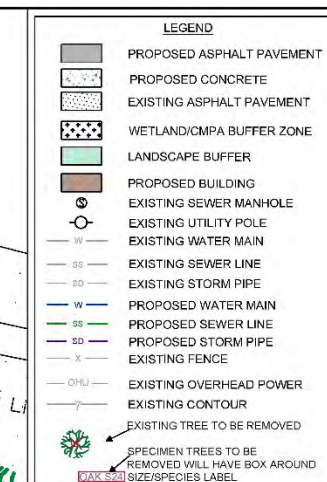 LEGEND
PROPOSED ASPHALT PAVEMENT
PROPOSED CONCRETE
EXISTING ASPHALT PAVEMENT
WETLAND/CMPA BUFFER ZONE
LANDSCAPE BUFFER
PROPOSED BUILDING
S EXISTING SEWER MANHOLE
EXISTING UTILITY POLE
W EXISTING WATER MAIN
SS EXISTING SEWER LINE
SD EXISTING STORM PIPE
W PROPOSED WATER MAIN
SS PROPOSED SEWER LINE
SD PROPOSED STORM PIPE
X EXISTING FENCE
OHU EXISTING OVERHEAD POWER
7 EXISTING CONTOUR
EXISTING TREE TO BE REMOVED
SPECIMEN TREES TO BE
REMOVED WILL HAVE BOX AROUND
OAK S24 SIZE/SPECIES LABEL